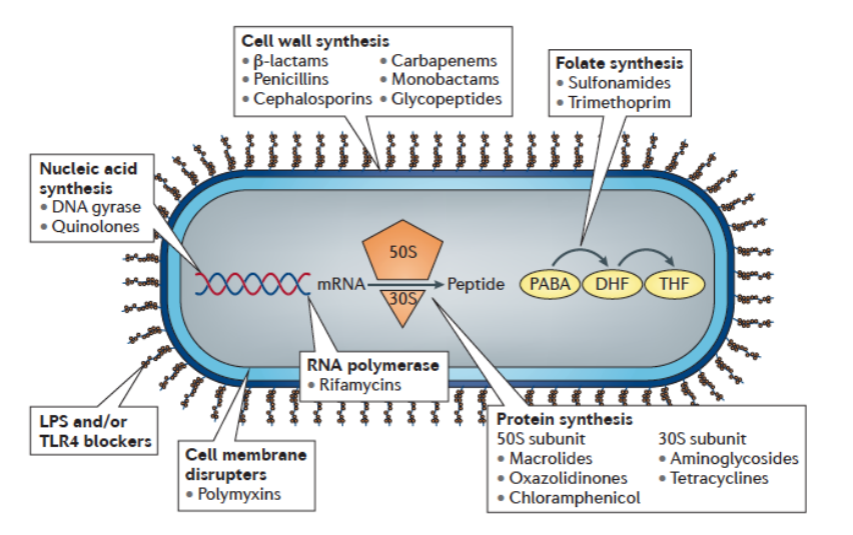 Cell wall synthesis
• β-lactams • Carbapenems
• Penicillins • Monobactams
• Cephalosporins • Glycopeptides
Folate synthesis
• Sulfonamides
• Trimethoprim
Nucleic acid
synthesis
• DNA gyrase
• Quinolones
50S
mRNA
30S
Peptide
PABA
DHF
THF
RNA polymerase
• Rifamycins
LPS and/or
TLR4 blockers
Cell membrane
disrupters
• Polymyxins
Protein synthesis
50S subunit 30S subunit
• Macrolides • Aminoglycosides
• Oxazolidinones • Tetracyclines
• Chloramphenicol